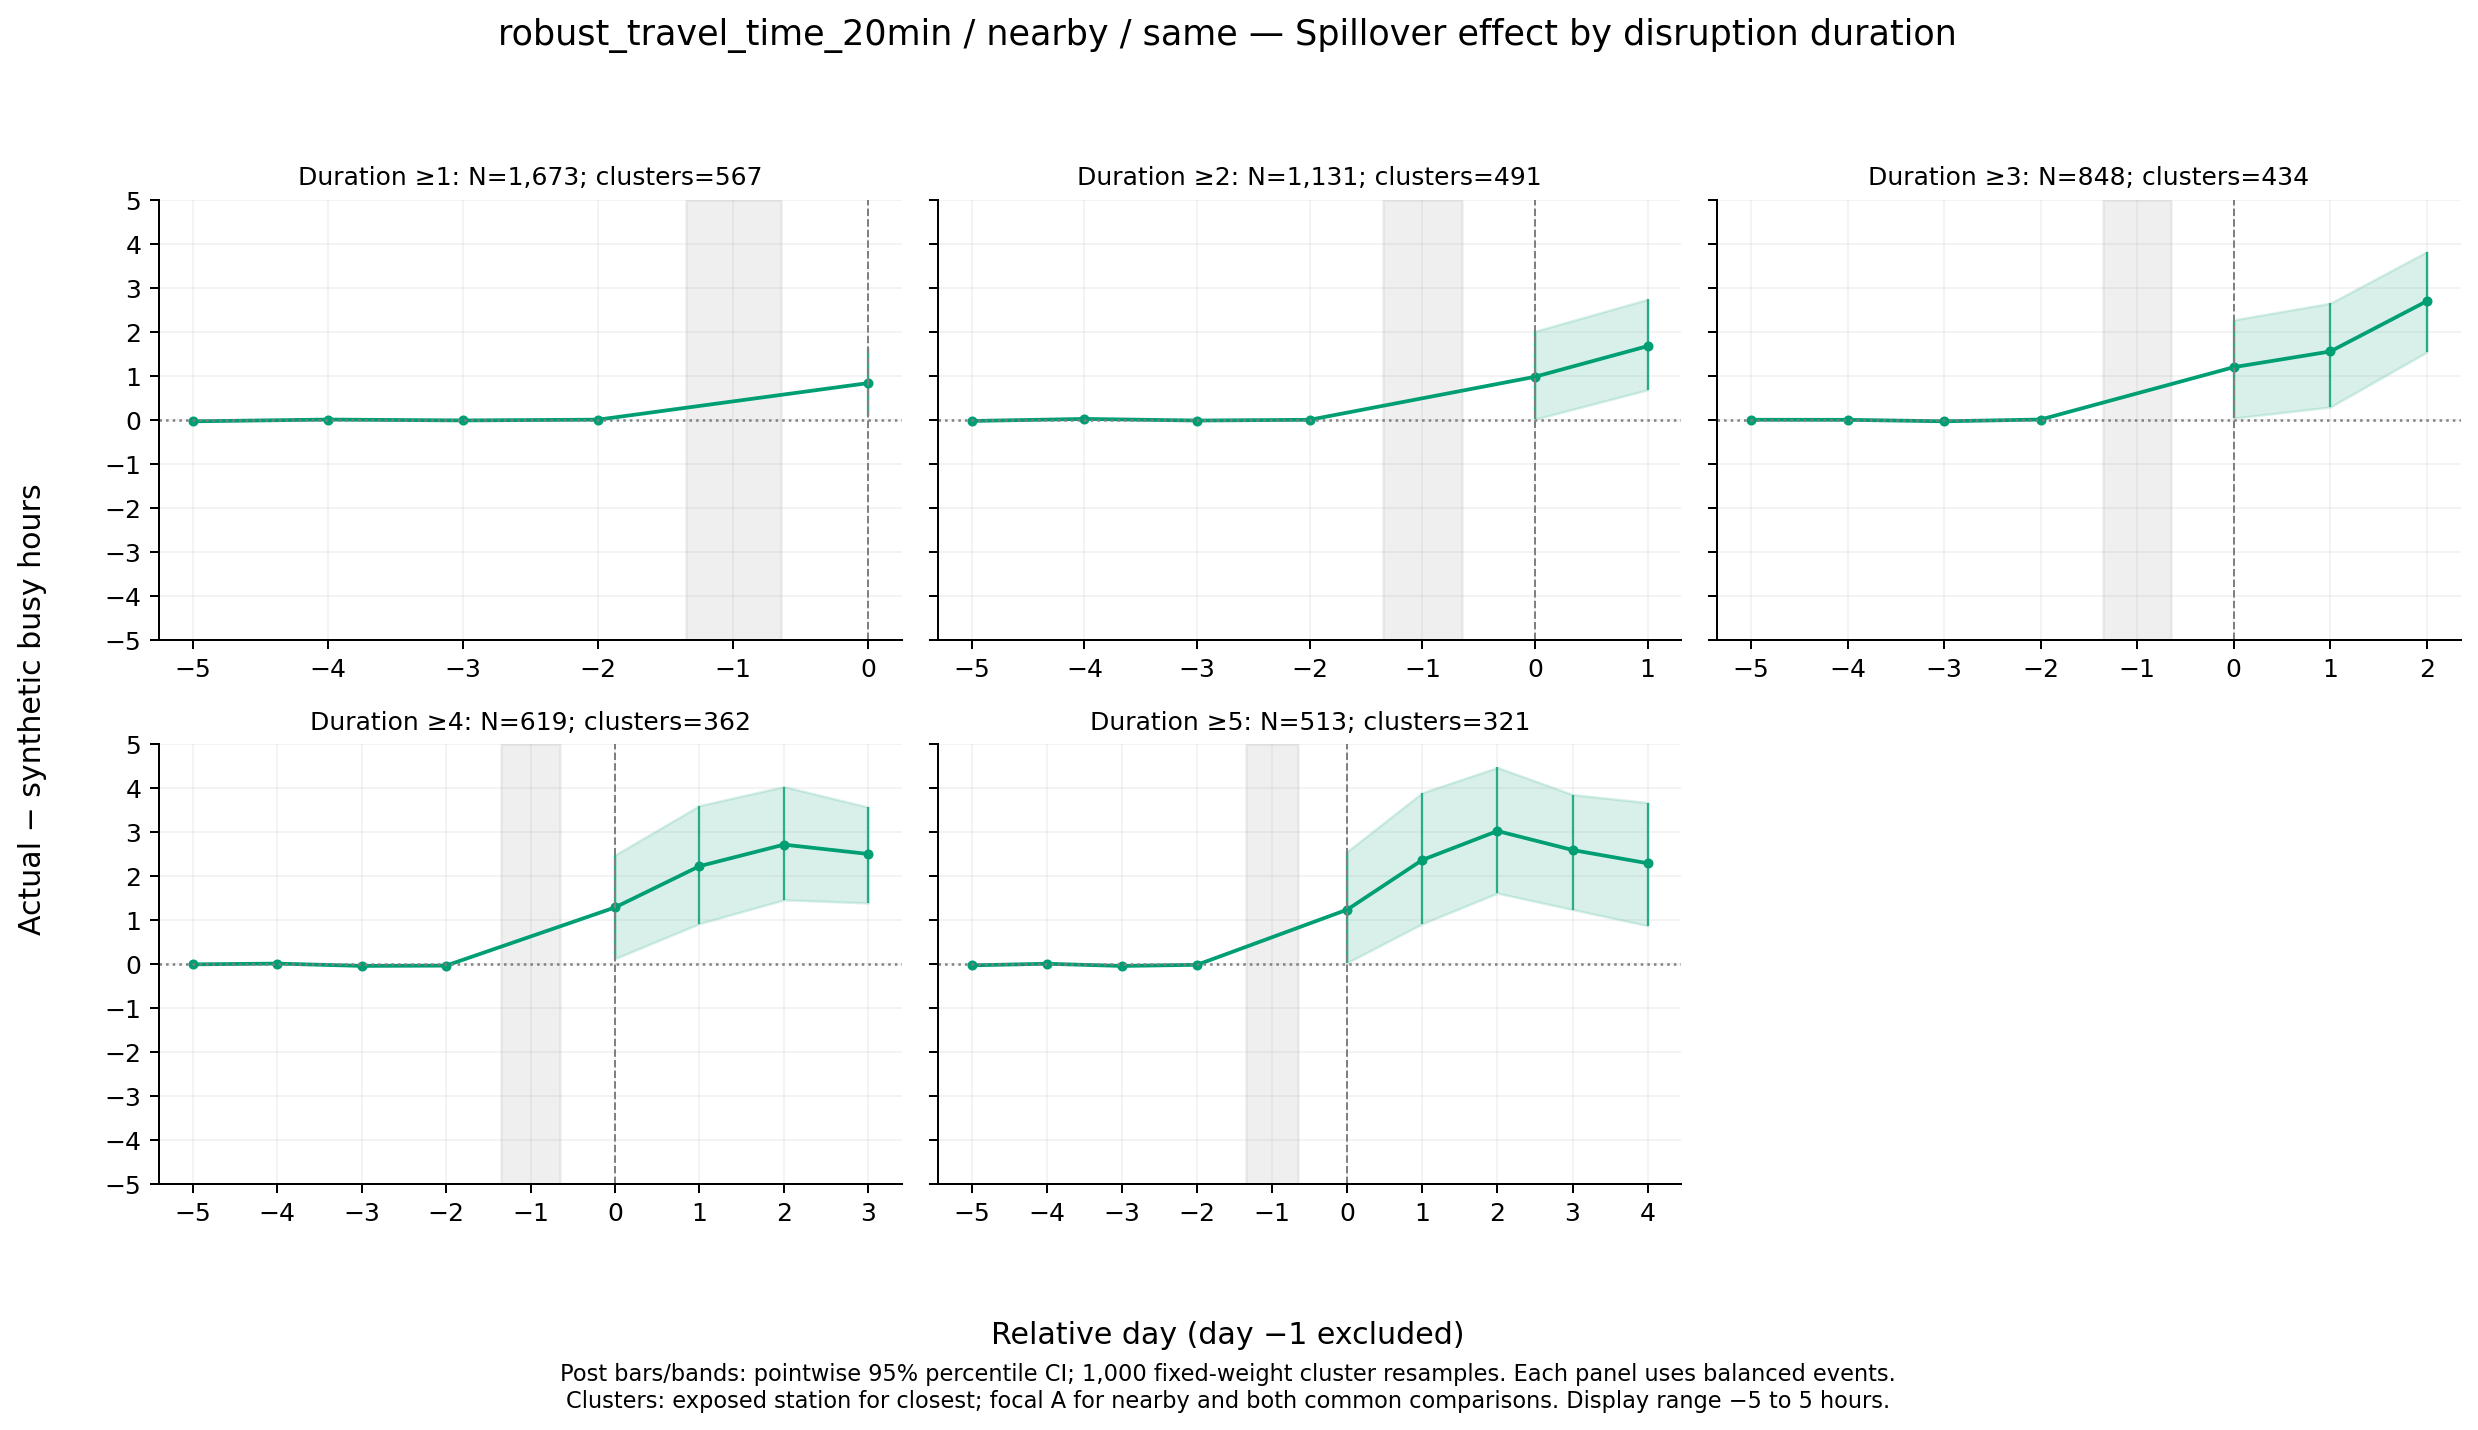 robust_travel_time_20min / nearby / same — Spillover effect by disruption duration
Duration ≥1: N=1,673; clusters=567
Duration ≥2: N=1,131; clusters=491
Duration ≥3: N=848; clusters=434
5
4
3
2
1
0
−1
−2
−3
−4
−5
−5 −4 −3 −2 −1 0
−5 −4 −3 −2 −1 0 1
−5 −4 −3 −2 −1 0 1 2
Actual − synthetic busy hours
Duration ≥4: N=619; clusters=362
Duration ≥5: N=513; clusters=321
5
4
3
2
1
0
−1
−2
−3
−4
−5
−5 −4 −3 −2 −1 0 1 2 3
−5 −4 −3 −2 −1 0 1 2 3 4
Relative day (day −1 excluded)
Post bars/bands: pointwise 95% percentile CI; 1,000 fixed-weight cluster resamples. Each panel uses balanced events.
Clusters: exposed station for closest; focal A for nearby and both common comparisons. Display range −5 to 5 hours.